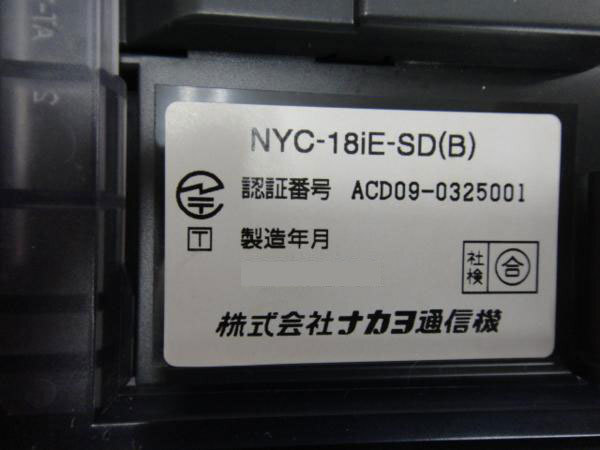 NYC-18iE-SD(B)
認証番号 ACD09-0325001
T 製造年月
社検 合
株式会社ナカヨ通信機